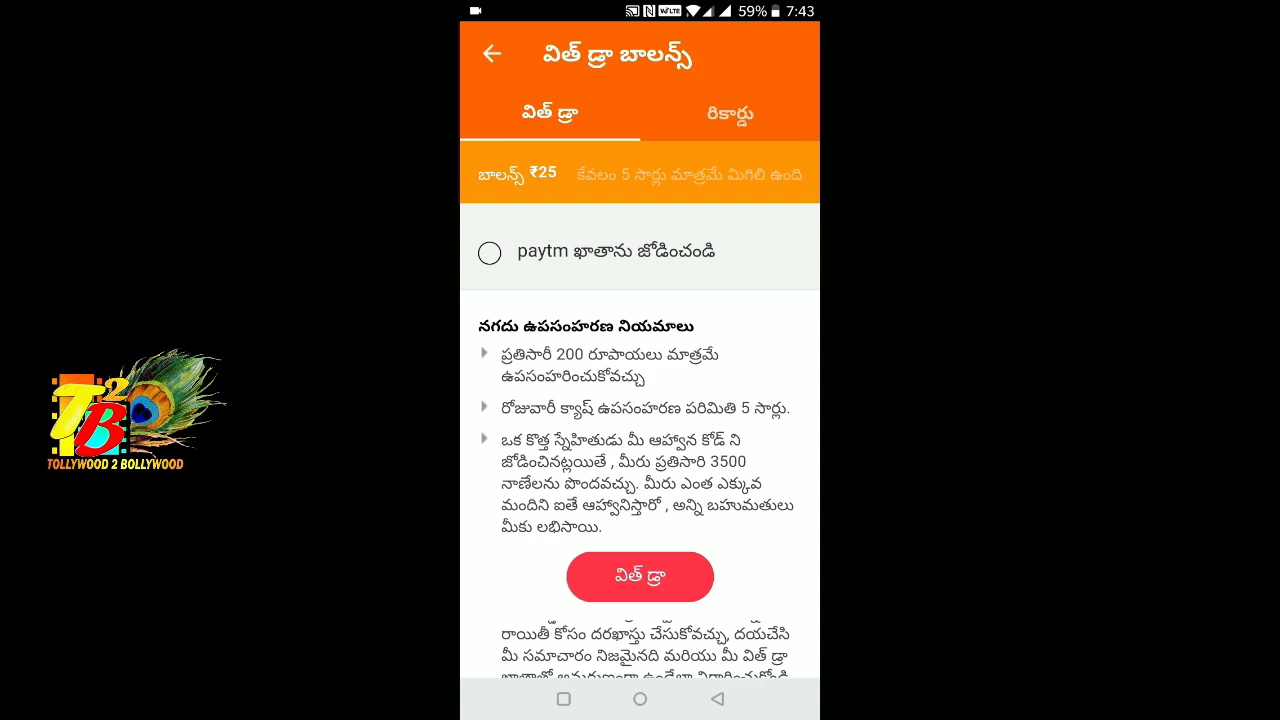 59% 7:43
విత్ డ్రా బాలన్స్
విత్ డ్రా రికార్డు
బాలన్స్ ₹25 కేవలం 5 సార్లు మాత్రమే మిగిలి ఉంది
paytm ఖాతాను జోడించండి
నగదు ఉపసంహరణ నియమాలు
ప్రతిసారీ 200 రూపాయలు మాత్రమే
ఉపసంహరించుకోవచ్చు
రోజువారీ క్యాష్ ఉపసంహరణ పరిమితి 5 సార్లు.
ఒక కొత్త స్నేహితుడు మీ ఆహ్వాన కోడ్ ని
జోడించినట్లయితే , మీరు ప్రతిసారి 3500
నాణేలను పొందవచ్చు. మీరు ఎంత ఎక్కువ
మందిని ఐతే ఆహ్వానిస్తారో , అన్ని బహుమతులు
మీకు లభిసాయి.
విత్ డ్రా
రాయితీ కోసం దరఖాస్తు చేసుకోవచ్చు, దయచేసి
మీ సమాచారం నిజమైనది మరియు మీ విత్ డ్రా
T2B
TOLLYWOOD 2 BOLLYWOOD